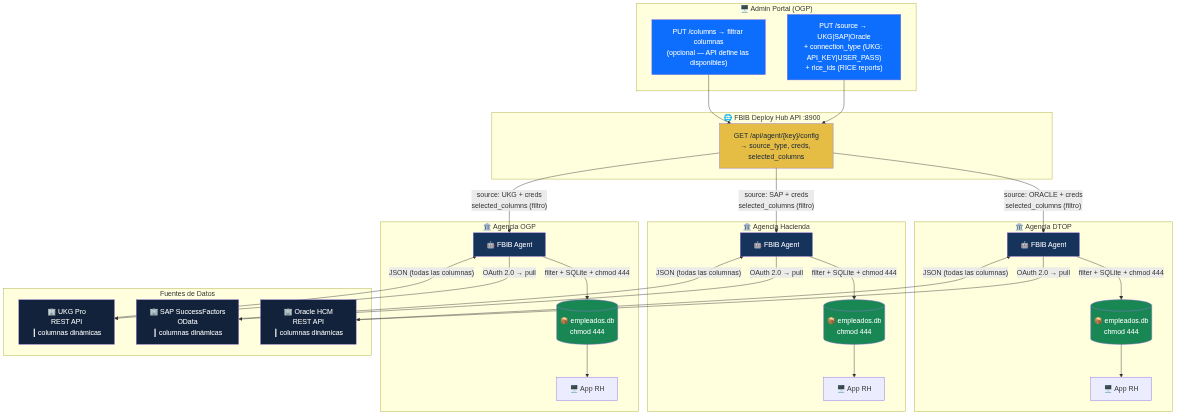 🖥️ Admin Portal (OGP)
PUT /columns → filtrar
columnas
(opcional — API define las
disponibles)
PUT /source →
UKG|SAP|Oracle
+ connection_type (UKG:
API_KEY|USER_PASS)
+ rice_ids (RICE reports)
🌐 FBIB Deploy Hub API :8900
GET /api/agent/{key}/config
→ source_type, creds,
selected_columns
source: UKG + creds
selected_columns (filtro)
source: SAP + creds
selected_columns (filtro)
source: ORACLE + creds
selected_columns (filtro)
🏛️ Agencia OGP
🤖 FBIB Agent
JSON (todas las columnas)
OAuth 2.0 → pull
filter + SQLite + chmod 444
📦 empleados.db
chmod 444
🖥️ App RH
🏛️ Agencia Hacienda
🤖 FBIB Agent
JSON (todas las columnas)
OAuth 2.0 → pull
filter + SQLite + chmod 444
📦 empleados.db
chmod 444
🖥️ App RH
🏛️ Agencia DTOP
🤖 FBIB Agent
JSON (todas las columnas)
OAuth 2.0 → pull
filter + SQLite + chmod 444
📦 empleados.db
chmod 444
🖥️ App RH
Fuentes de Datos
🏢 UKG Pro
REST API
┃ columnas dinámicas
🏢 SAP SuccessFactors
OData
┃ columnas dinámicas
🏢 Oracle HCM
REST API
┃ columnas dinámicas